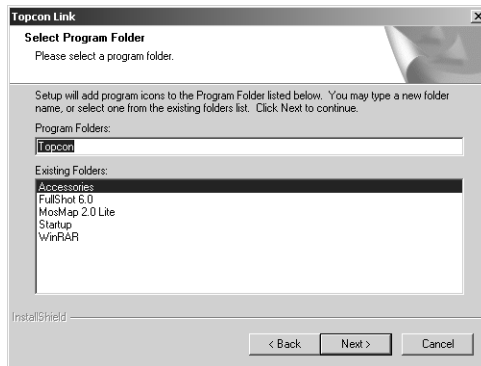 Topcon Link
Select Program Folder
Please select a program folder.
Setup will add program icons to the Program Folder listed below. You may type a new folder
name, or select one from the existing folders list. Click Next to continue.
Program Folders:
Topcon
Existing Folders:
Accessories
FullShot 6.0
MosMap 2.0 Lite
Startup
WinRAR
InstallShield
< Back Next > Cancel